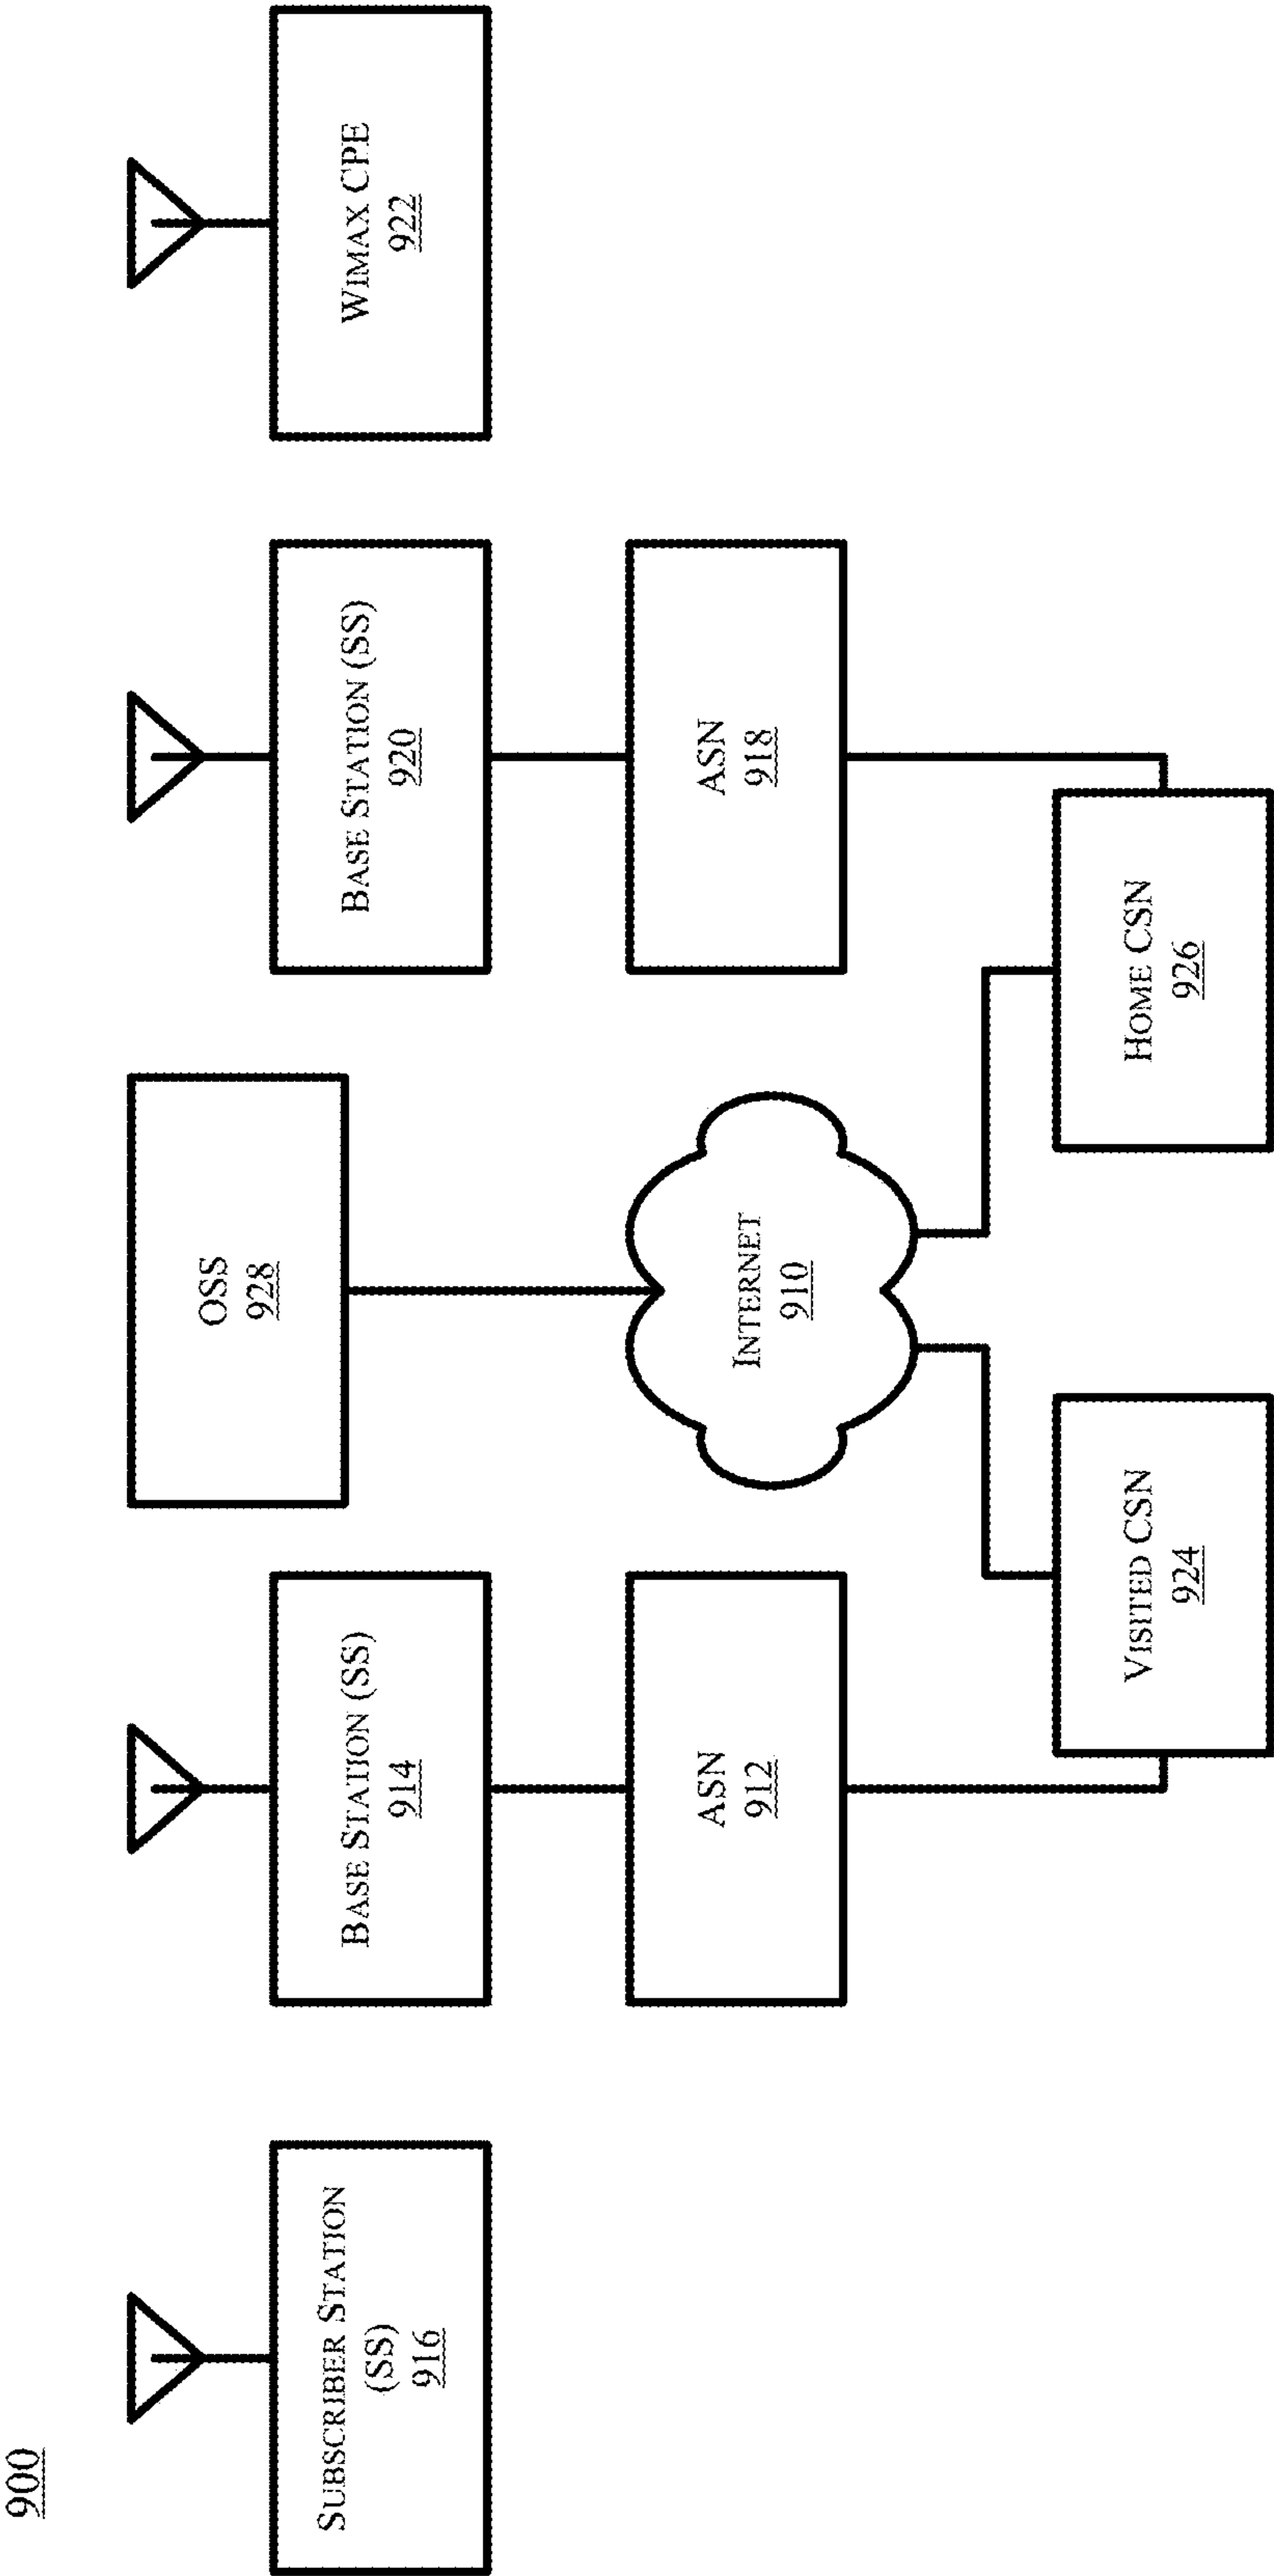 900
SUBSCRIBER STATION
(SS)
916
BASE STATION (SS)
914
OSS
928
BASE STATION (SS)
920
WIMAX CPE
922
ASN
912
INTERNET
910
ASN
918
VISITED CSN
924
HOME CSN
926